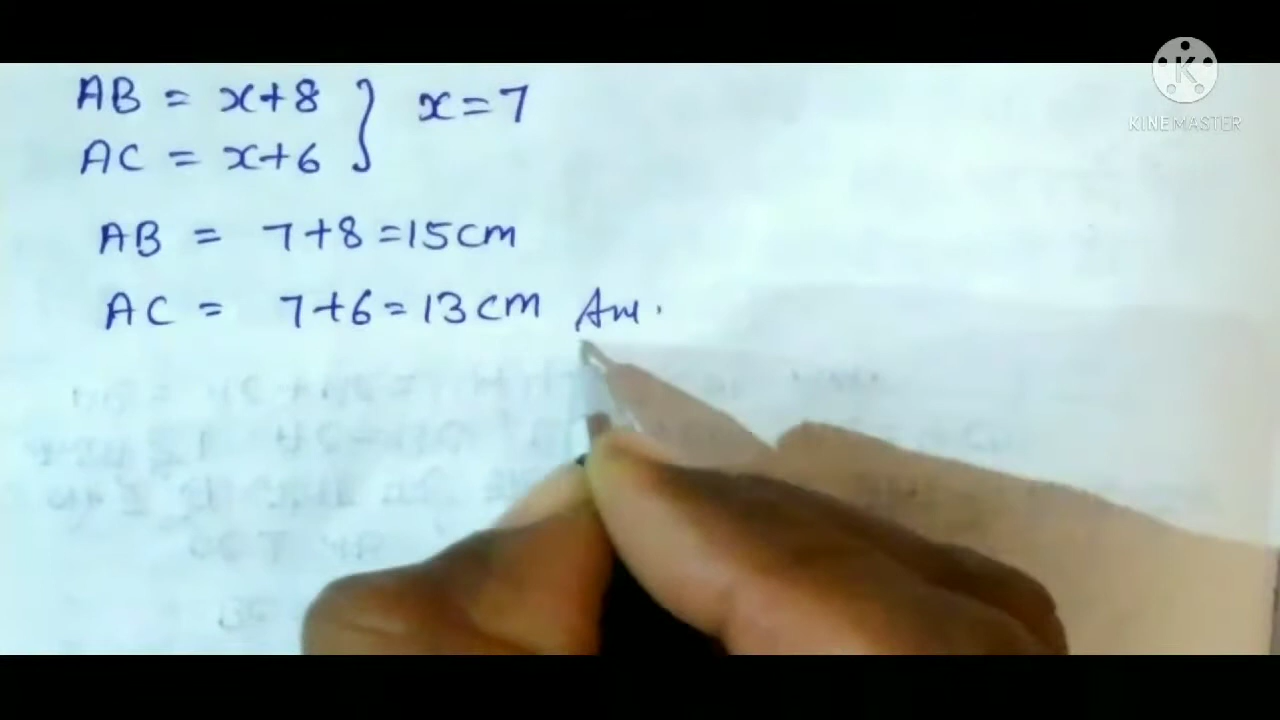 AB = x+8 } x=7
AC = x+6
AB = 7+8=15cm
AC = 7+6=13cm Ans.
KINEMASTER